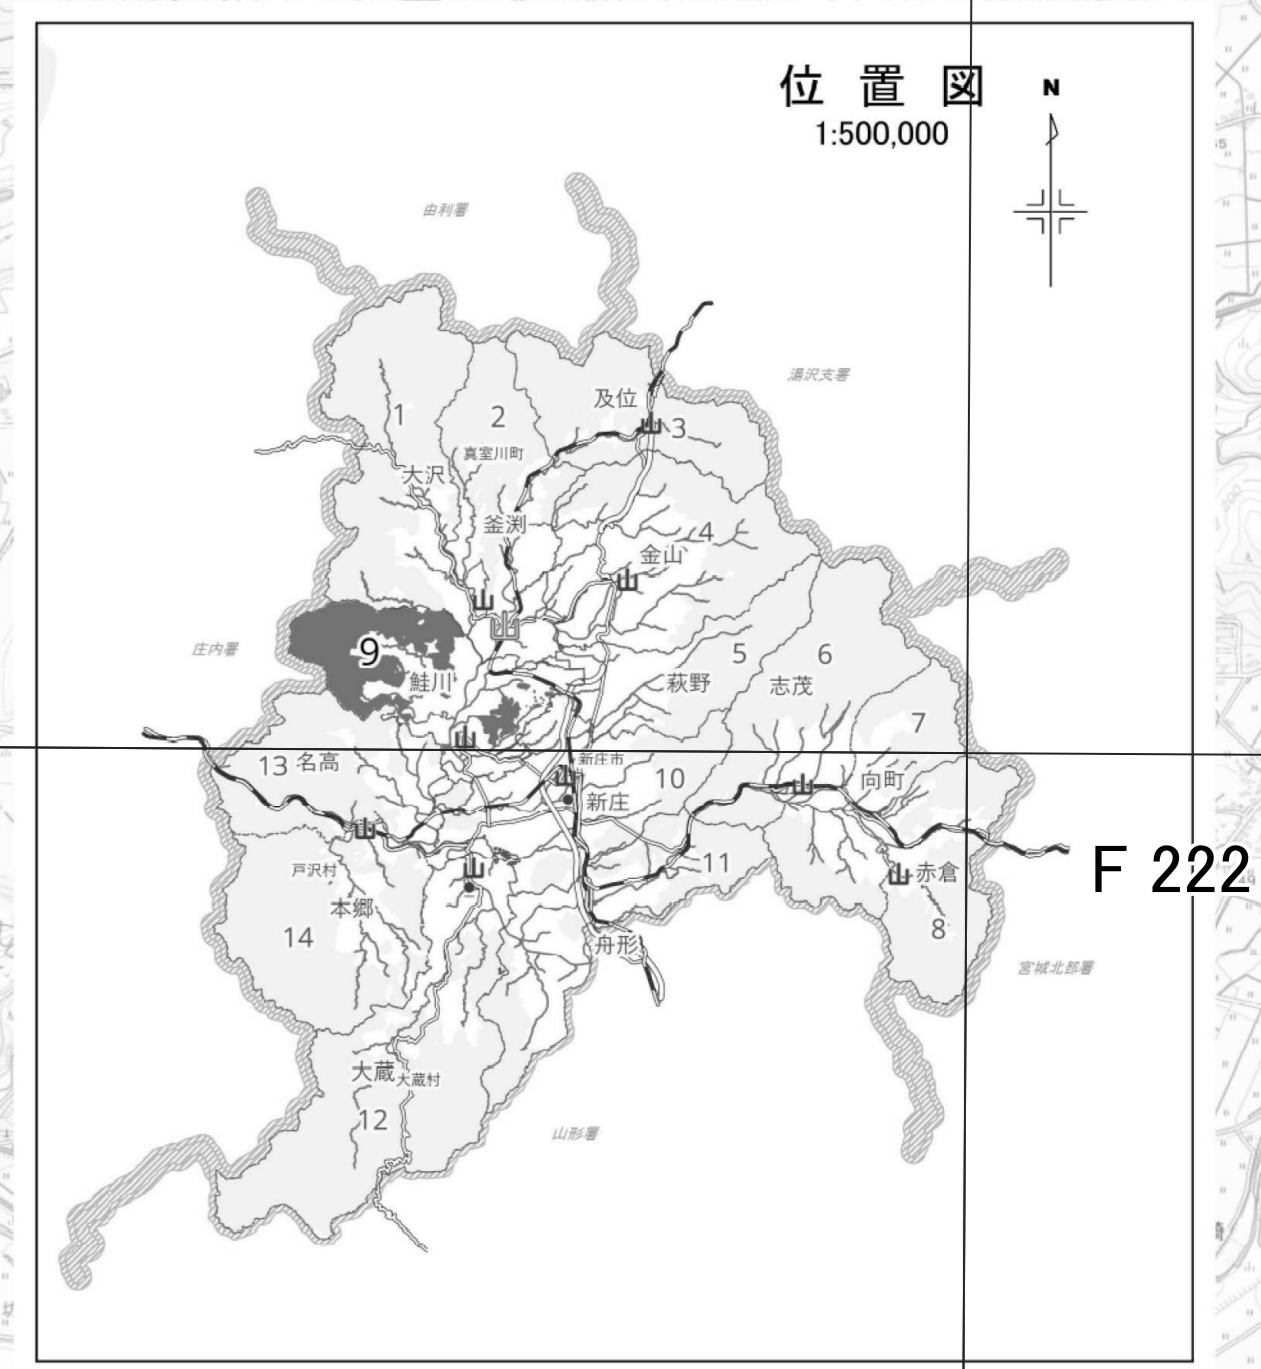 位置図
N
1:500,000
由利署
湯沢支署
及位
1
2
3
真室川町
大沢
釜渕
4
金山
庄内署
9
鮭川
5
6
萩野
志茂
7
13
名高
新庄市
10
向町
新庄
11
赤倉
F 222
戸沢村
本郷
14
8
舟形
宮城北部署
大蔵
大蔵村
12
山形署